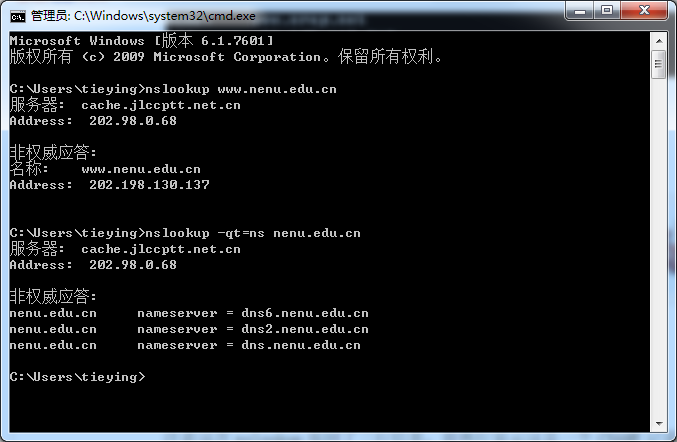 管理员: C:\Windows\system32\cmd.exe
Microsoft Windows [版本 6.1.7601]
版权所有 (c) 2009 Microsoft Corporation。保留所有权利。
C:\Users\tieying>nslookup www.nenu.edu.cn
服务器:  cache.jlccptt.net.cn
Address:  202.98.0.68
非权威应答:
名称:    www.nenu.edu.cn
Address:  202.198.130.137
C:\Users\tieying>nslookup -qt=ns nenu.edu.cn
服务器:  cache.jlccptt.net.cn
Address:  202.98.0.68
非权威应答:
nenu.edu.cn     nameserver = dns6.nenu.edu.cn
nenu.edu.cn     nameserver = dns2.nenu.edu.cn
nenu.edu.cn     nameserver = dns.nenu.edu.cn
C:\Users\tieying>